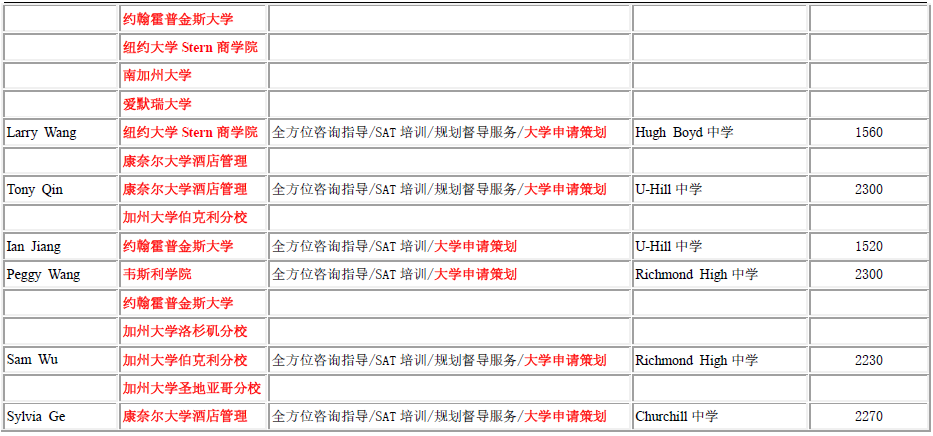 约翰霍普金斯大学
纽约大学 Stern 商学院
南加州大学
爱默瑞大学
Larry Wang 纽约大学 Stern 商学院 全方位咨询指导/SAT 培训/规划督导服务/大学申请策划 Hugh Boyd 中学 1560
康奈尔大学酒店管理
Tony Qin 康奈尔大学酒店管理 全方位咨询指导/SAT 培训/规划督导服务/大学申请策划 U-Hill 中学 2300
加州大学伯克利分校
Ian Jiang 约翰霍普金斯大学 全方位咨询指导/SAT 培训/大学申请策划 U-Hill 中学 1520
Peggy Wang 韦斯利学院 全方位咨询指导/SAT 培训/大学申请策划 Richmond High 中学 2300
约翰霍普金斯大学
加州大学洛杉矶分校
Sam Wu 加州大学伯克利分校 全方位咨询指导/SAT 培训/规划督导服务/大学申请策划 Richmond High 中学 2230
加州大学圣地亚哥分校
Sylvia Ge 康奈尔大学酒店管理 全方位咨询指导/SAT 培训/规划督导服务/大学申请策划 Churchill 中学 2270